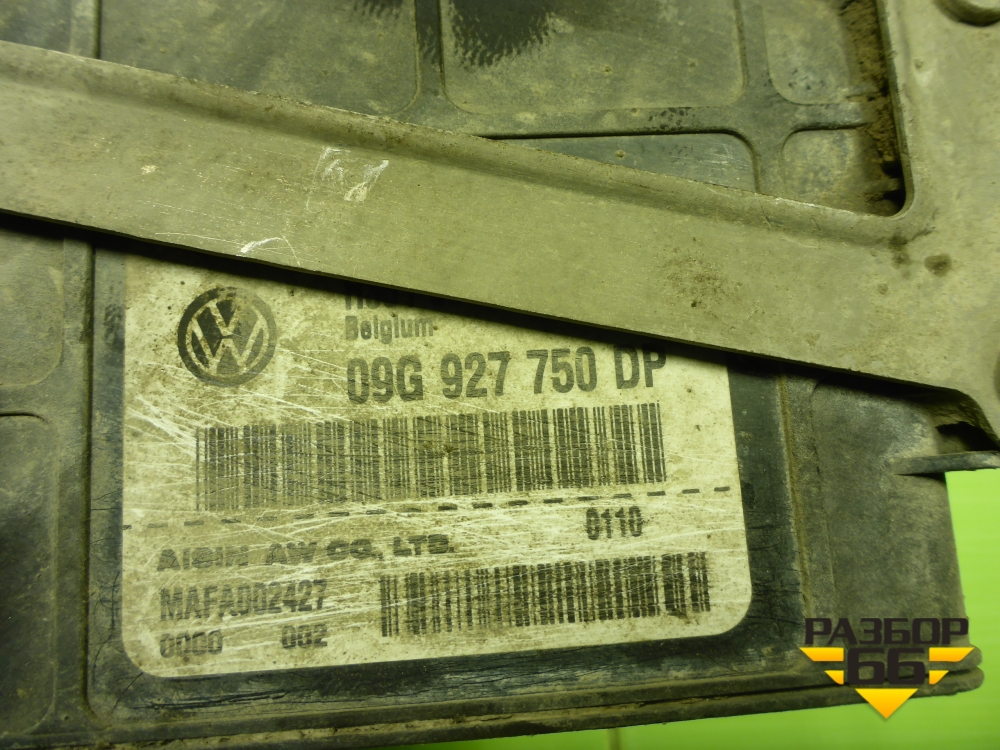 Belgium
09G 927 750 DP
0110
AISIN AW CO., LTD.
MAFA002427
0000 002
РАЗБОР
66